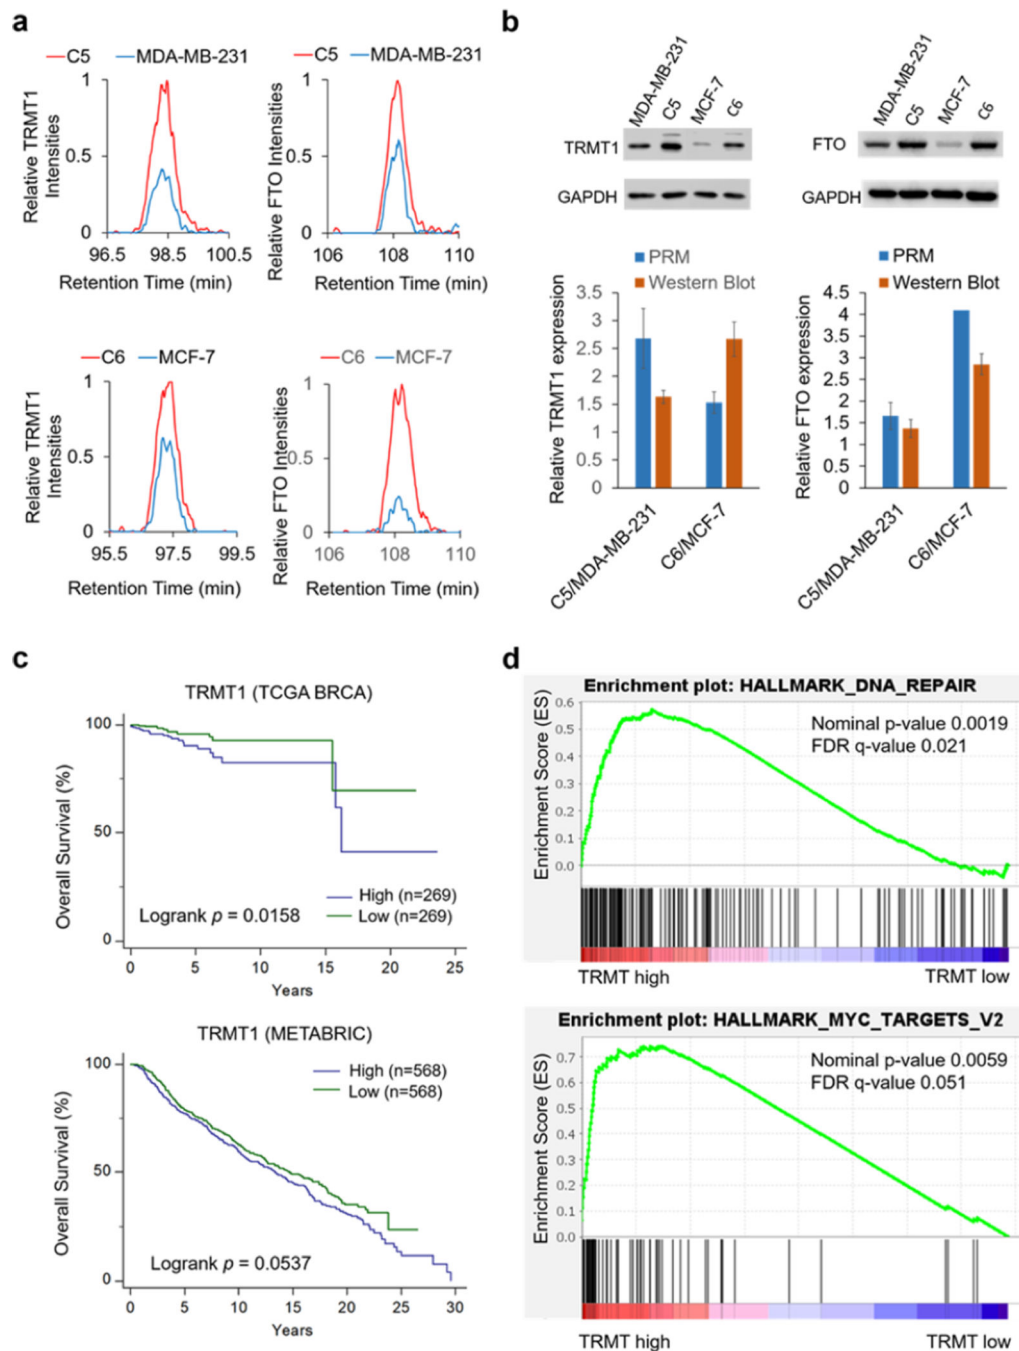 a
C5 MDA-MB-231
Relative TRMT1
Intensities
1
0.5
0
96.5 98.5 100.5
Retention Time (min)
C5 MDA-MB-231
Relative FTO Intensities
1
0.5
0
106 108 110
Retention Time (min)
C6 MCF-7
Relative TRMT1
Intensities
1
0.5
0
95.5 97.5 99.5
Retention Time (min)
C6 MCF-7
Relative FTO Intensities
1
0.5
0
106 108 110
Retention Time (min)
b
MDA-MB-231
C5
MCF-7
C6
TRMT1
GAPDH
MDA-MB-231
C5
MCF-7
C6
FTO
GAPDH
PRM
Western Blot
Relative TRMT1 expression
3.5
3
2.5
2
1.5
1
0.5
0
C5/MDA-MB-231
C6/MCF-7
PRM
Western Blot
Relative FTO expression
4.5
4
3.5
3
2.5
2
1.5
1
0.5
0
C5/MDA-MB-231
C6/MCF-7
c
TRMT1 (TCGA BRCA)
Overall Survival (%)
100
50
0
High (n=269)
Low (n=269)
Logrank p = 0.0158
0 5 10 15 20 25
Years
TRMT1 (METABRIC)
Overall Survival (%)
100
50
0
High (n=568)
Low (n=568)
Logrank p = 0.0537
0 5 10 15 20 25 30
Years
d
Enrichment plot: HALLMARK_DNA_REPAIR
Enrichment Score (ES)
0.6
0.5
0.4
0.3
0.2
0.1
0.0
Nominal p-value 0.0019
FDR q-value 0.021
TRMT high TRMT low
Enrichment plot: HALLMARK_MYC_TARGETS_V2
Enrichment Score (ES)
0.7
0.6
0.5
0.4
0.3
0.2
0.1
0.0
Nominal p-value 0.0059
FDR q-value 0.051
TRMT high TRMT low